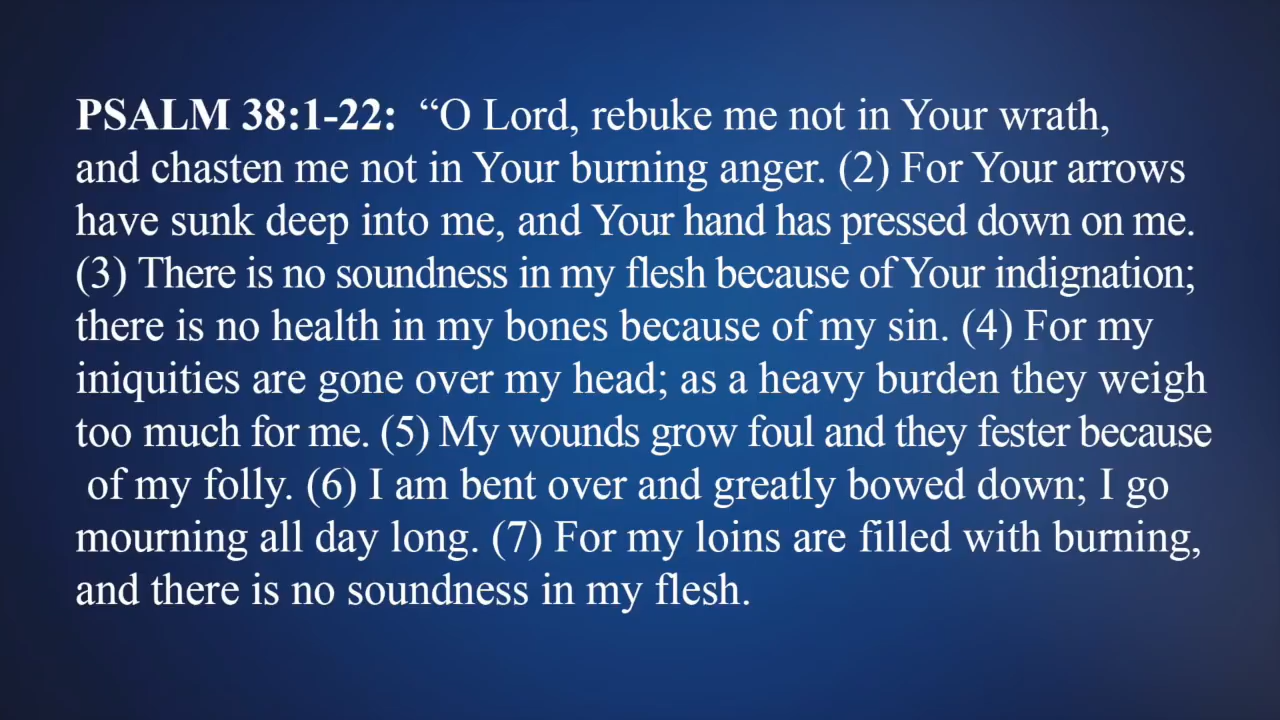 PSALM 38:1-22: “O Lord, rebuke me not in Your wrath,
and chasten me not in Your burning anger. (2) For Your arrows
have sunk deep into me, and Your hand has pressed down on me.
(3) There is no soundness in my flesh because of Your indignation;
there is no health in my bones because of my sin. (4) For my
iniquities are gone over my head; as a heavy burden they weigh
too much for me. (5) My wounds grow foul and they fester because
of my folly. (6) I am bent over and greatly bowed down; I go
mourning all day long. (7) For my loins are filled with burning,
and there is no soundness in my flesh.